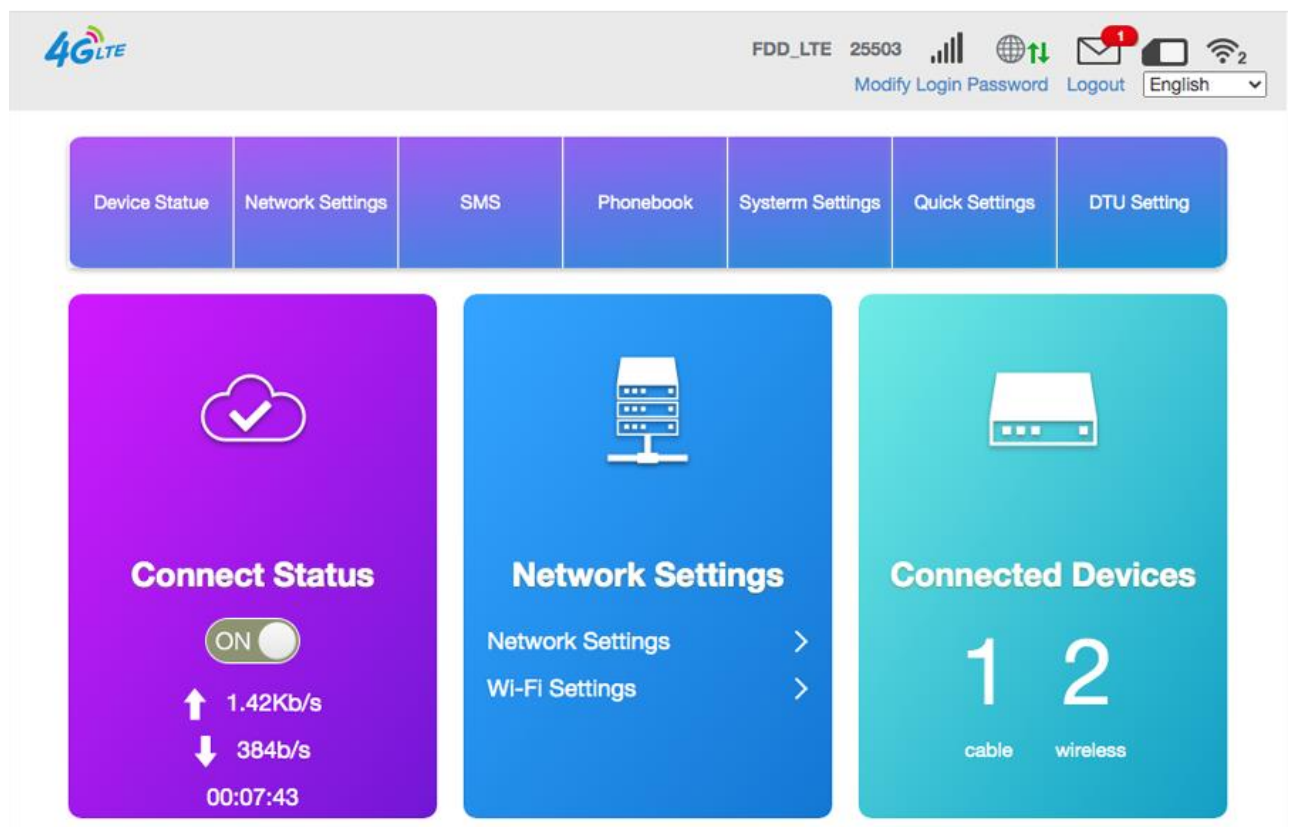 4G LTE
FDD_LTE 25503 1 2
Modify Login Password Logout English
Device Statue Network Settings SMS Phonebook Systerm Settings Quick Settings DTU Setting
Connect Status
ON
1.42Kb/s
384b/s
00:07:43
Network Settings
Network Settings
Wi-Fi Settings
Connected Devices
1 2
cable wireless